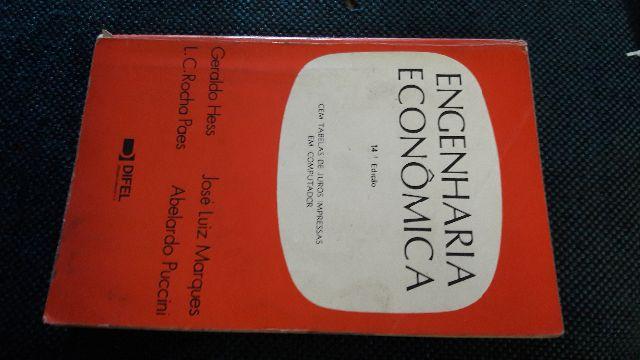 ENGENHARIA
ECONÔMICA
14.ª Edição
CEM TABELAS DE JUROS IMPRESSAS
EM COMPUTADOR
Geraldo Hess José Luiz Marques
L.C. Rocha Paes Abelardo Puccini
DIFEL